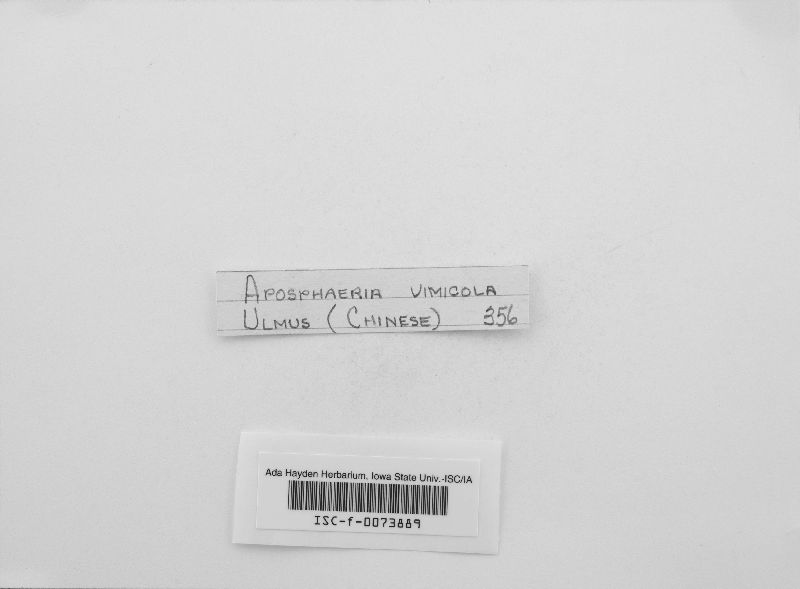 APOSPHAERIA VIMICOLA
ULMUS (CHINESE) 356
Ada Hayden Herbarium, Iowa State Univ.-ISC/IA
ISC-f-0073889